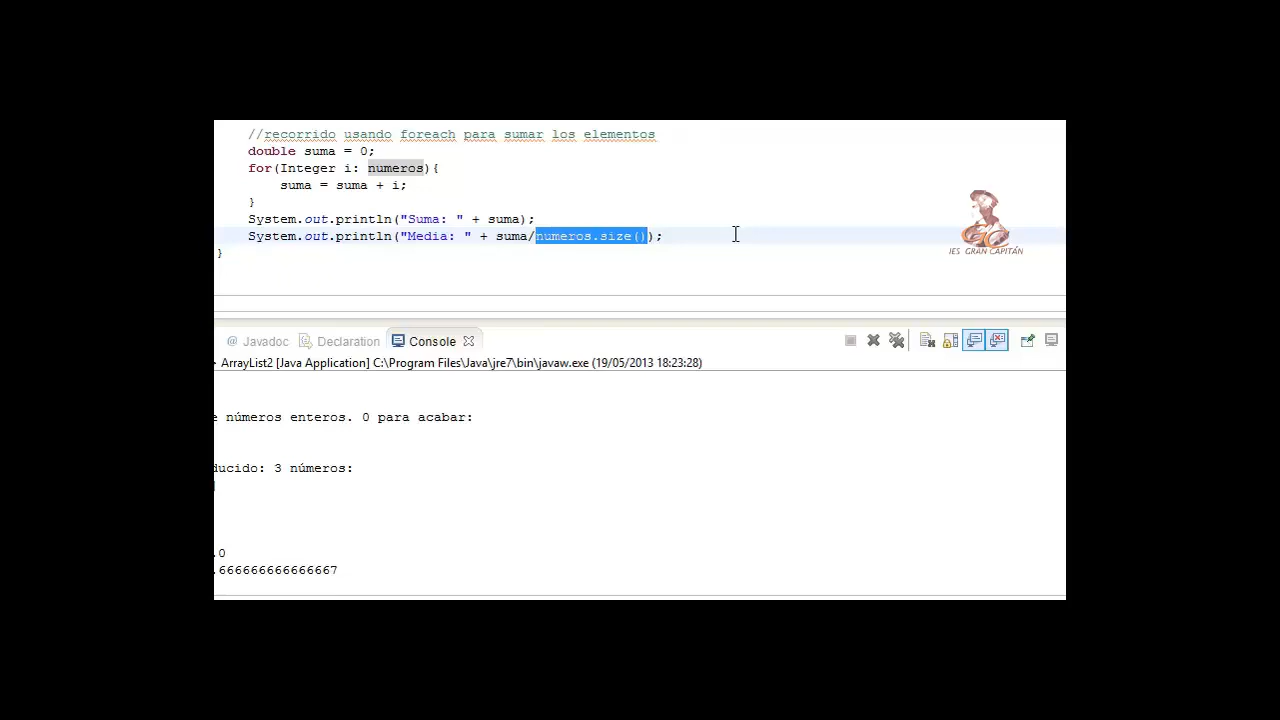 //recorrido usando foreach para sumar los elementos
double suma = 0;
for(Integer i: numeros){
suma = suma + i;
}
System.out.println("Suma: " + suma);
System.out.println("Media: " + suma/numeros.size());
}
IES GRAN CAPITÁN
@ Javadoc Declaration Console
ArrayList2 [Java Application] C:\Program Files\Java\jre7\bin\javaw.exe (19/05/2013 18:23:28)
e números enteros. 0 para acabar:
ducido: 3 números:
]
.0
.666666666666667